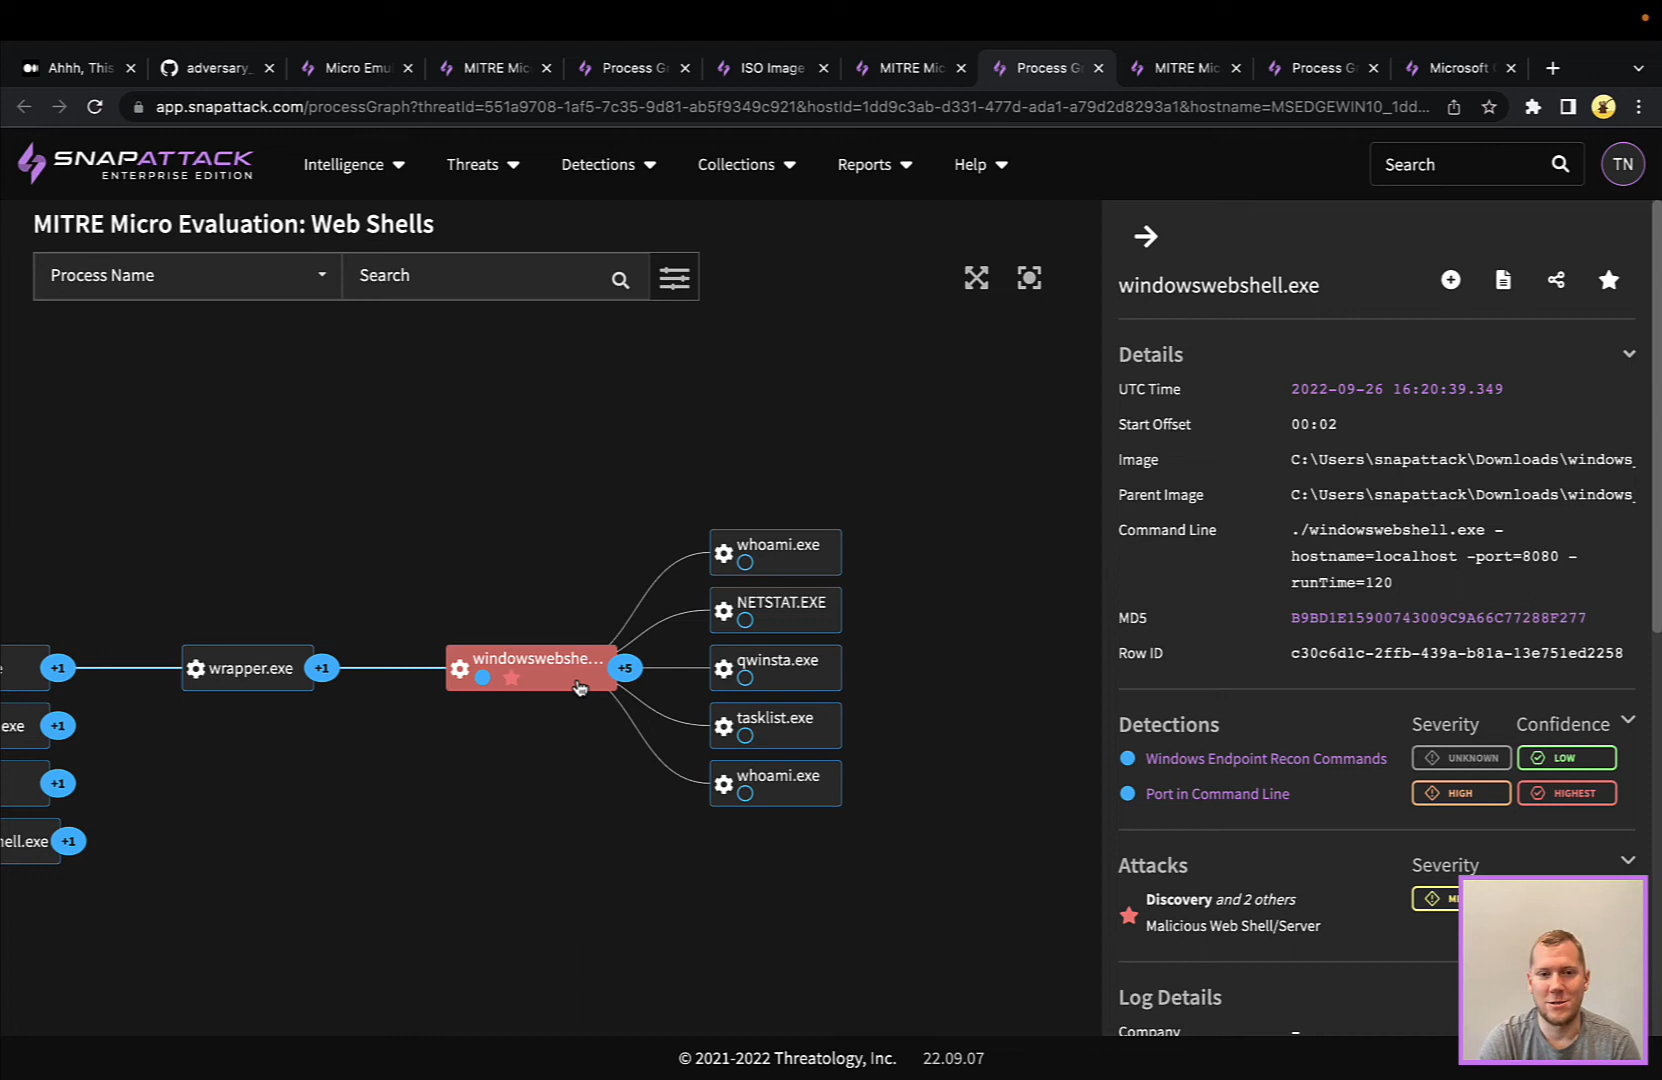 Ahhh, This
adversary_
Micro Emu
MITRE Mic
Process G
ISO Image
MITRE Mic
Process G
MITRE Mic
Process G
Microsoft
app.snapattack.com/processGraph?threatId=551a9708-1af5-7c35-9d81-ab5f9349c921&hostId=1dd9c3ab-d331-477d-ada1-a79d2d8293a1&hostname=MSEDGEWIN10_1dd...
SNAPATTACK
ENTERPRISE EDITION
Intelligence
Threats
Detections
Collections
Reports
Help
Search
TN
MITRE Micro Evaluation: Web Shells
Process Name
Search
e
+1
wrapper.exe
+1
windowswebshe...
+5
exe
+1
+1
ell.exe
+1
whoami.exe
NETSTAT.EXE
qwinsta.exe
tasklist.exe
whoami.exe
windowswebshell.exe
Details
UTC Time 2022-09-26 16:20:39.349
Start Offset 00:02
Image C:\Users\snapattack\Downloads\windows_
Parent Image C:\Users\snapattack\Downloads\windows_
Command Line ./windowswebshell.exe -
hostname=localhost -port=8080 -
runTime=120
MD5 B9BD1E15900743009C9A66C77288F277
Row ID c30c6d1c-2ffb-439a-b81a-13e751ed2258
Detections Severity Confidence
Windows Endpoint Recon Commands UNKNOWN LOW
Port in Command Line HIGH HIGHEST
Attacks Severity
Discovery and 2 others
Malicious Web Shell/Server
Log Details
Company –
© 2021-2022 Threatology, Inc. 22.09.07